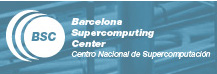 BSC
Barcelona
Supercomputing
Center
Centro Nacional de Supercomputación